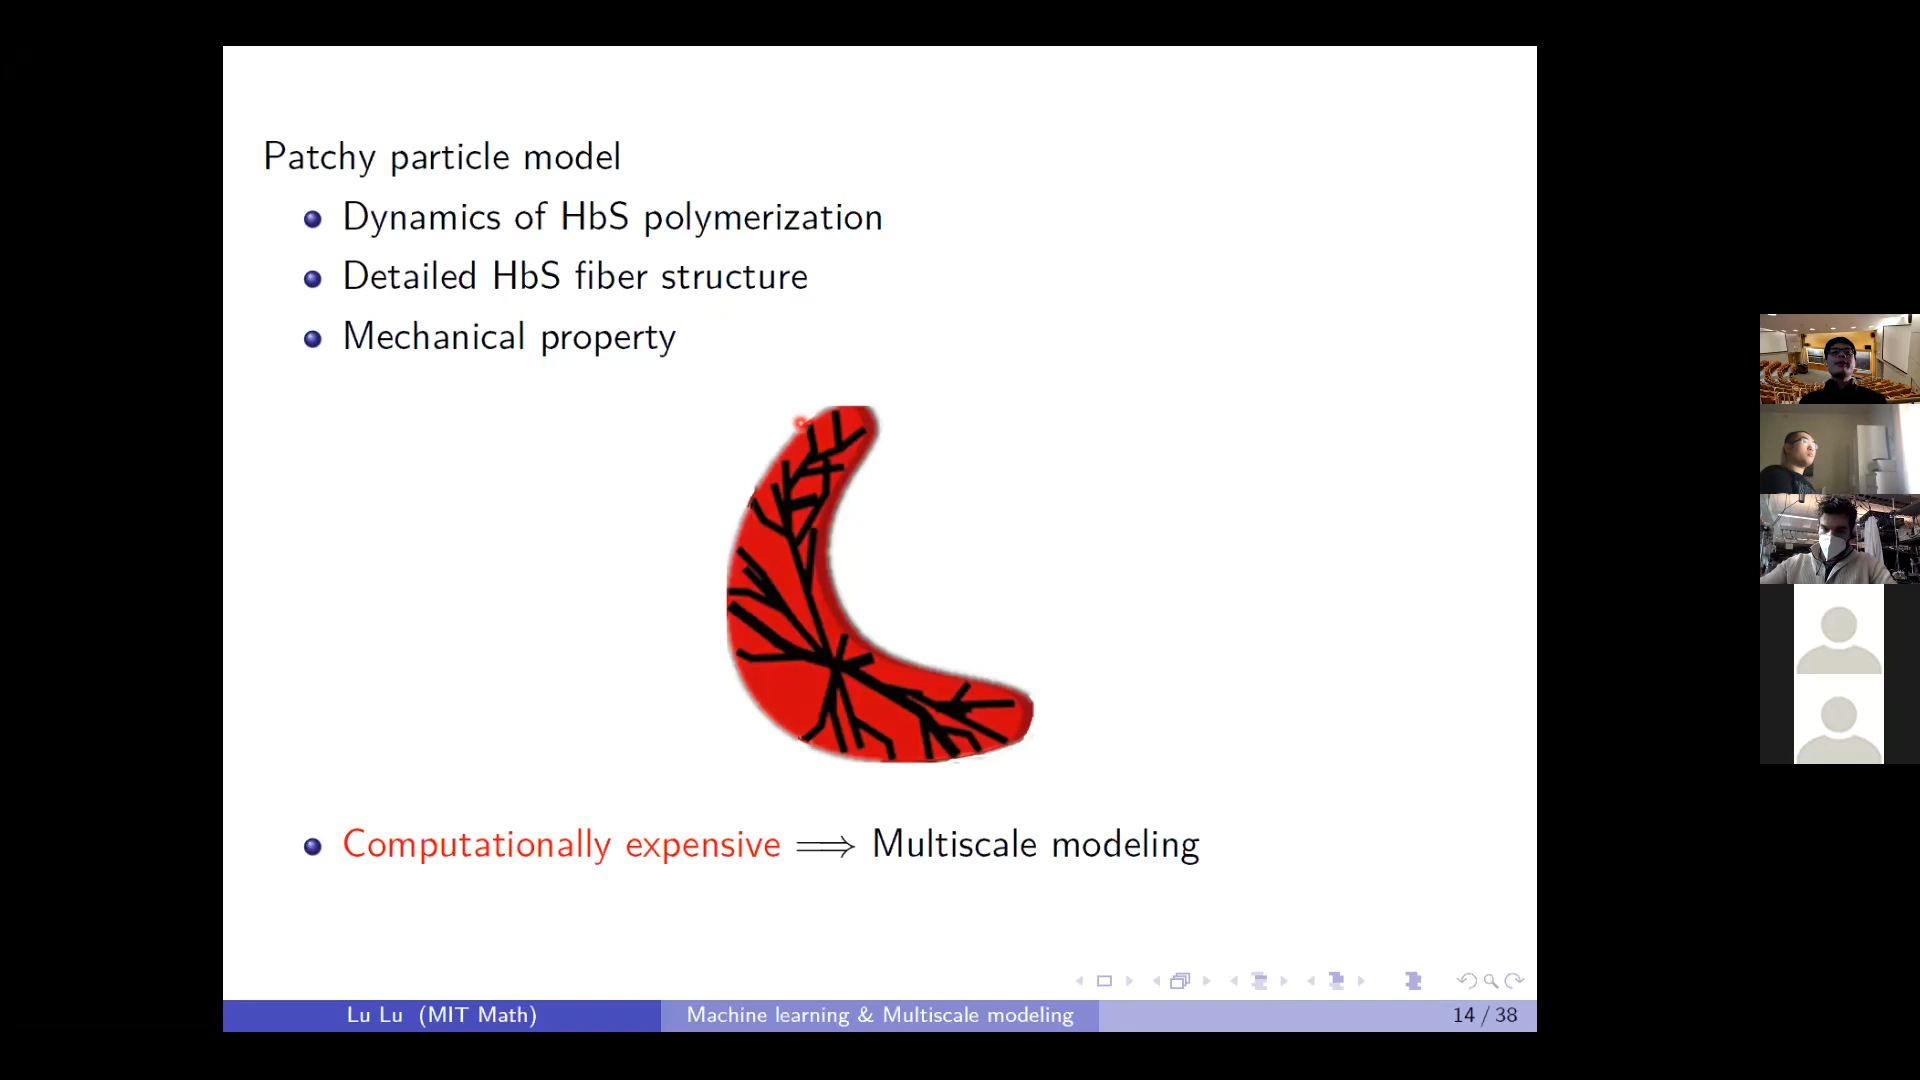 Patchy particle model
Dynamics of HbS polymerization
Detailed HbS fiber structure
Mechanical property
Computationally expensive ⟹ Multiscale modeling
Lu Lu (MIT Math)
Machine learning & Multiscale modeling
14 / 38